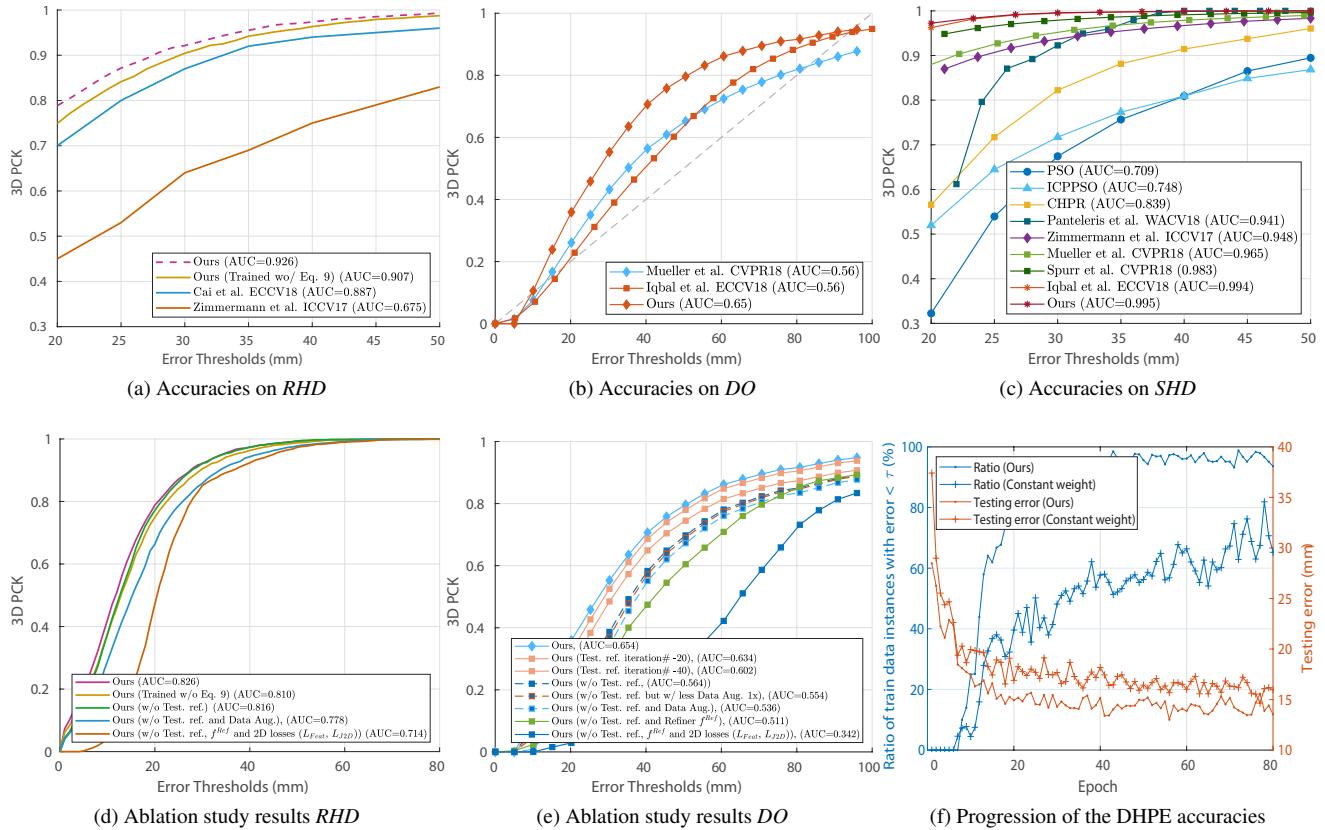 1
0.9
0.8
0.7
0.6
0.5
0.4
0.3
3D PCK
Ours (AUC=0.926)
Ours (Trained wo/ Eq. 9) (AUC=0.907)
Cai et al. ECCV18 (AUC=0.887)
Zimmermann et al. ICCV17 (AUC=0.675)
20 25 30 35 40 45 50
Error Thresholds (mm)
(a) Accuracies on RHD
1
0.8
0.6
0.4
0.2
0
3D PCK
Mueller et al. CVPR18 (AUC=0.56)
Iqbal et al. ECCV18 (AUC=0.56)
Ours (AUC=0.65)
0 20 40 60 80 100
Error Thresholds (mm)
(b) Accuracies on DO
1
0.9
0.8
0.7
0.6
0.5
0.4
0.3
3D PCK
PSO (AUC=0.709)
ICPPSO (AUC=0.748)
CHPR (AUC=0.839)
Panteleris et al. WACV18 (AUC=0.941)
Zimmermann et al. ICCV17 (AUC=0.948)
Mueller et al. CVPR18 (AUC=0.965)
Spurr et al. CVPR18 (0.983)
Iqbal et al. ECCV18 (AUC=0.994)
Ours (AUC=0.995)
20 25 30 35 40 45 50
Error Thresholds (mm)
(c) Accuracies on SHD
1
0.8
0.6
0.4
0.2
0
3D PCK
Ours (AUC=0.826)
Ours (Trained w/o Eq. 9) (AUC=0.810)
Ours (w/o Test. ref.) (AUC=0.816)
Ours (w/o Test. ref. and Data Aug.), (AUC=0.778)
Ours (w/o Test. ref., f^Ref and 2D losses (L_Feat, L_J2D)) (AUC=0.714)
0 20 40 60 80
Error Thresholds (mm)
(d) Ablation study results RHD
1
0.8
0.6
0.4
0.2
0
3D PCK
Ours, (AUC=0.654)
Ours (Test. ref. iteration# -20), (AUC=0.634)
Ours (Test. ref. iteration# -40), (AUC=0.602)
Ours (w/o Test. ref., (AUC=0.564))
Ours (w/o Test. ref. but w/ less Data Aug. 1x), (AUC=0.554)
Ours (w/o Test. ref. and Data Aug.), (AUC=0.536)
Ours (w/o Test. ref. and Refiner f^Ref), (AUC=0.511)
Ours (w/o Test. ref., f^Ref and 2D losses (L_Feat, L_J2D)), (AUC=0.342)
0 20 40 60 80 100
Error Thresholds (mm)
(e) Ablation study results DO
100
80
60
40
20
0
Ratio of train data instances with error < τ (%)
Ratio (Ours)
Ratio (Constant weight)
Testing error (Ours)
Testing error (Constant weight)
40
35
30
25
20
15
10
Testing error (mm)
0 20 40 60 80
Epoch
(f) Progression of the DHPE accuracies